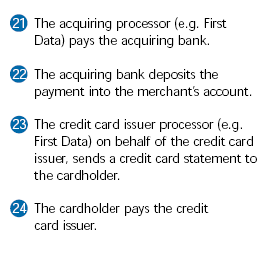 21 The acquiring processor (e.g. First
Data) pays the acquiring bank.
22 The acquiring bank deposits the
payment into the merchant's account.
23 The credit card issuer processor (e.g.
First Data) on behalf of the credit card
issuer, sends a credit card statement to
the cardholder.
24 The cardholder pays the credit
card issuer.